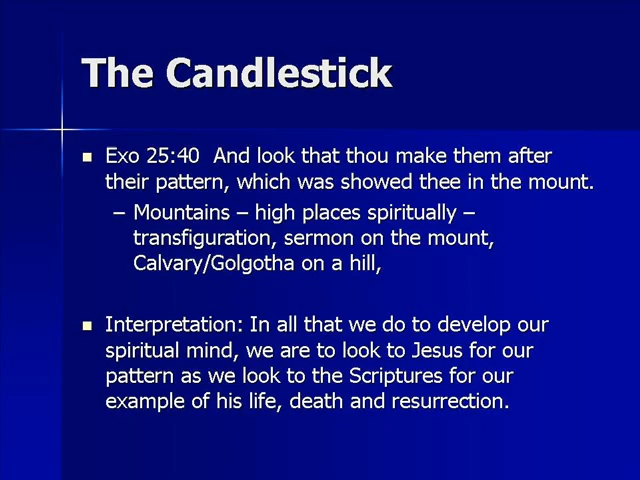 The Candlestick
■ Exo 25:40  And look that thou make them after
their pattern, which was showed thee in the mount.
– Mountains – high places spiritually –
transfiguration, sermon on the mount,
Calvary/Golgotha on a hill,
■ Interpretation: In all that we do to develop our
spiritual mind, we are to look to Jesus for our
pattern as we look to the Scriptures for our
example of his life, death and resurrection.